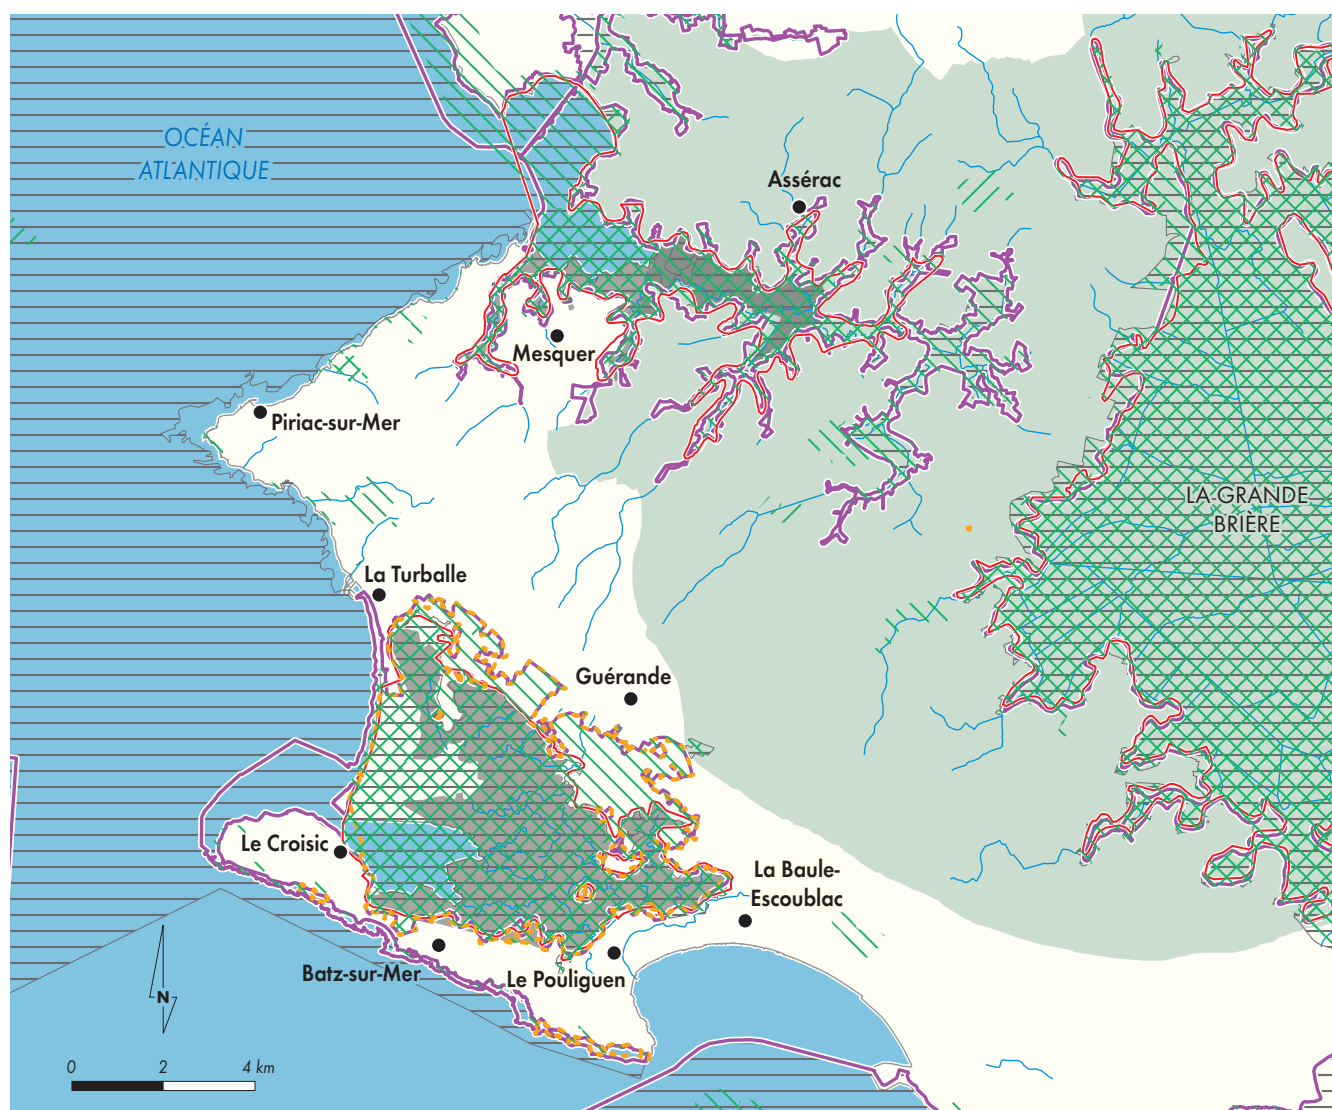 OCÉAN
ATLANTIQUE
Assérac
Mesquer
Piriac-sur-Mer
LA GRANDE
BRIÈRE
La Turballe
Guérande
Le Croisic
La Baule-
Escoublac
Batz-sur-Mer
Le Pouliguen
N
0 2 4 km